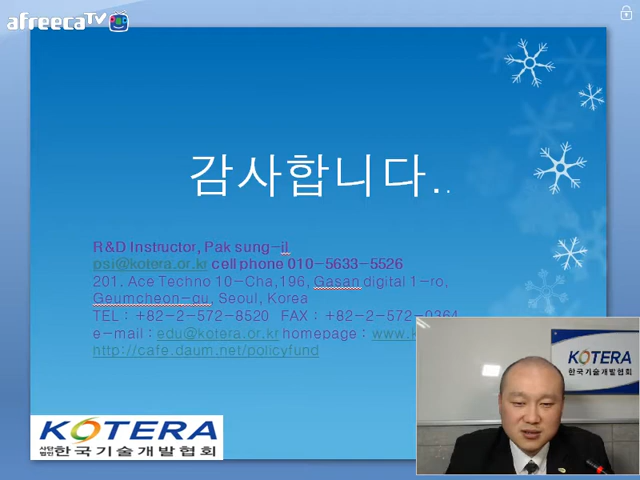 afreecaTV
감사합니다..
R&D Instructor, Pak sung-il
psi@kotera.or.kr cell phone 010-5633-5526
201. Ace Techno 10-Cha,196, Gasan digital 1-ro,
Geumcheon-gu, Seoul, Korea
TEL : +82-2-572-8520 FAX : +82-2-572-0364
e-mail : edu@kotera.or.kr homepage :
http://cafe.daum.net/policyfund
KOTERA
한국기술개발협회
KOTERA
사단법인 한국기술개발협회